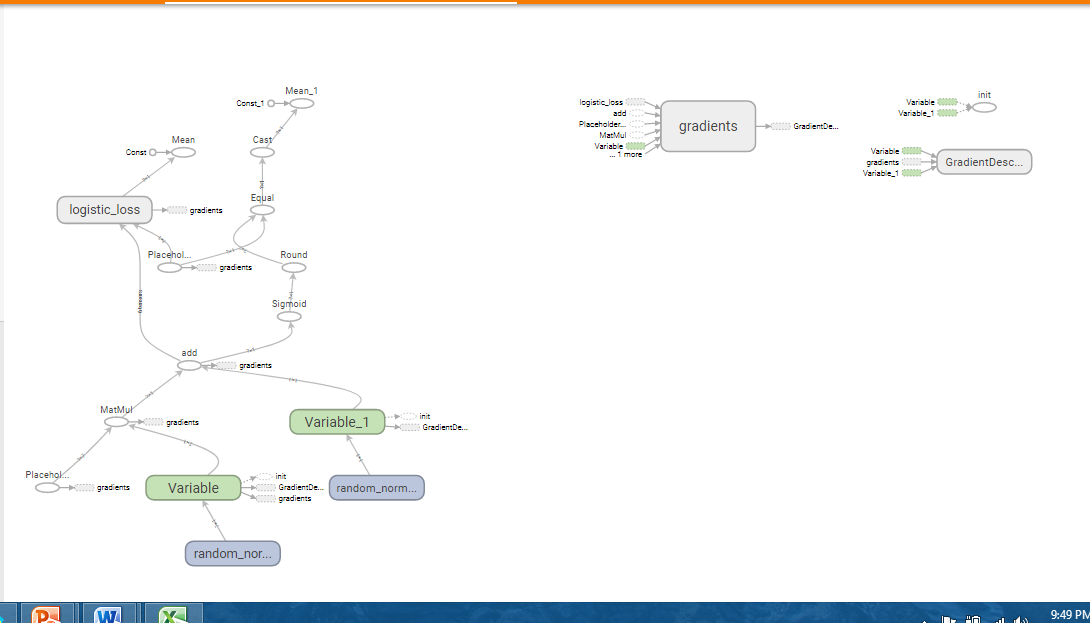 Mean_1
Const_1
Mean
Cast
Const
Equal
logistic_loss
gradients
Placehol...
gradients
Round
Sigmoid
add
gradients
MatMul
gradients
Variable_1
init
GradientDe...
Placehol...
gradients
Variable
init
GradientDe...
gradients
random_norm...
random_nor...
logistic_loss
add
Placeholder...
MatMul
Variable
... 1 more
gradients
GradientDe...
init
Variable
Variable_1
Variable
gradients
Variable_1
GradientDesc...
9:49 PM